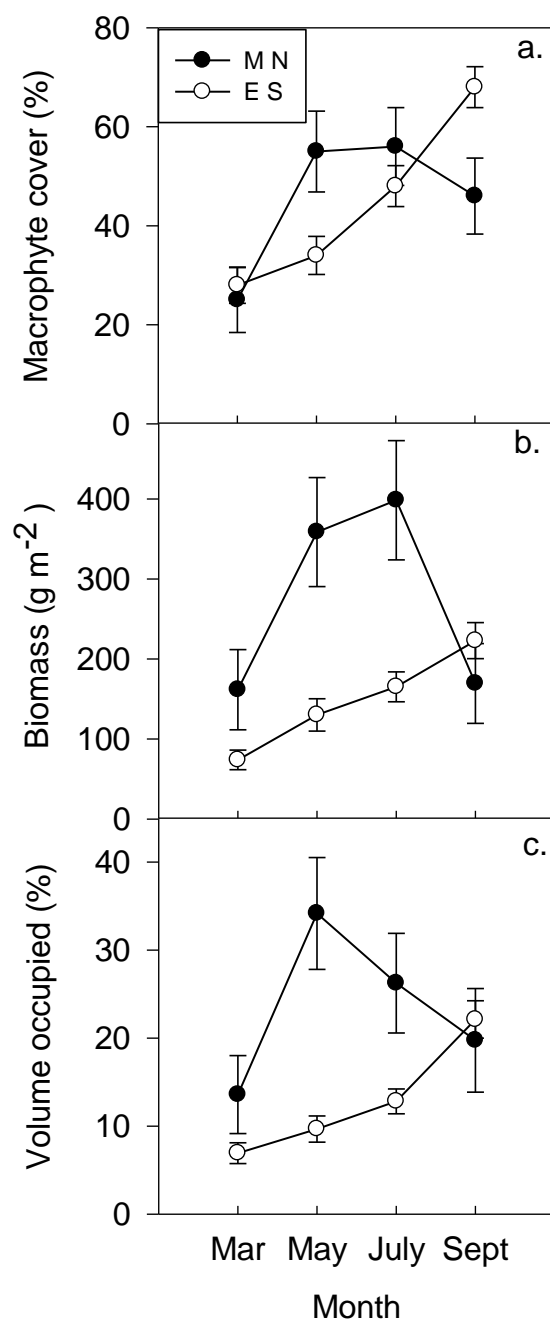 80
a.
M N
E S
60
40
20
0
Macrophyte cover (%)
b.
400
300
200
100
0
Biomass (g m-2 )
c.
40
30
20
10
0
Volume occupied (%)
Mar May July Sept
Month